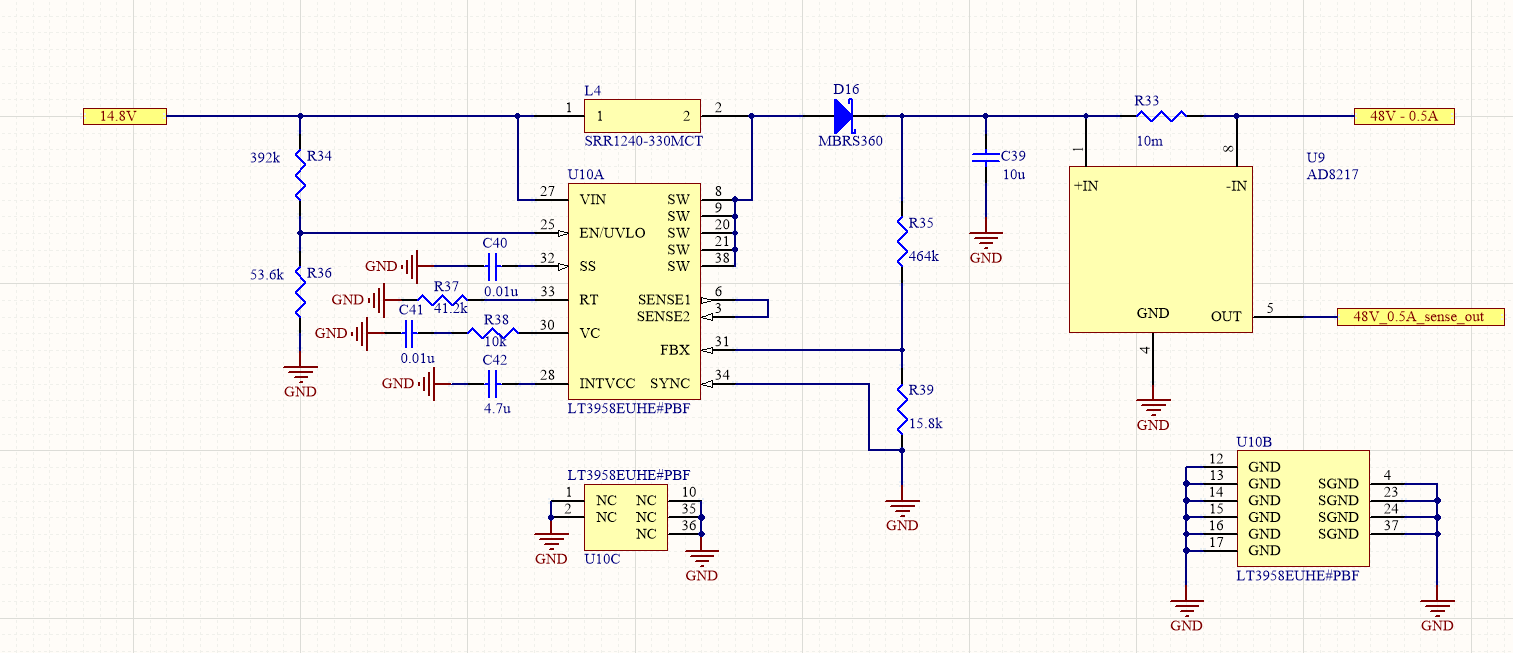 D16
L4
14.8V
1
1
2
2
SRR1240-330MCT
MBRS360
R33
10m
48V - 0.5A
392k
R34
C39
10u
1
8
U9
AD8217
U10A
27
VIN
SW
8
SW
9
25
EN/UVLO
SW
20
SW
21
32
SS
SW
38
33
RT
SENSE1
6
SENSE2
3
30
VC
FBX
31
28
INTVCC
SYNC
34
LT3958EUHE#PBF
C40
0.01u
GND
R37
41.2k
GND
C41
0.01u
R38
10k
GND
C42
4.7u
GND
53.6k
R36
GND
R35
464k
GND
R39
15.8k
GND
+IN
-IN
GND
OUT
5
48V_0.5A_sense_out
4
GND
LT3958EUHE#PBF
1
NC
NC
10
2
NC
NC
35
NC
36
U10C
GND
GND
U10B
12
GND
13
GND
SGND
4
14
GND
SGND
23
15
GND
SGND
24
16
GND
SGND
37
17
GND
LT3958EUHE#PBF
GND
GND